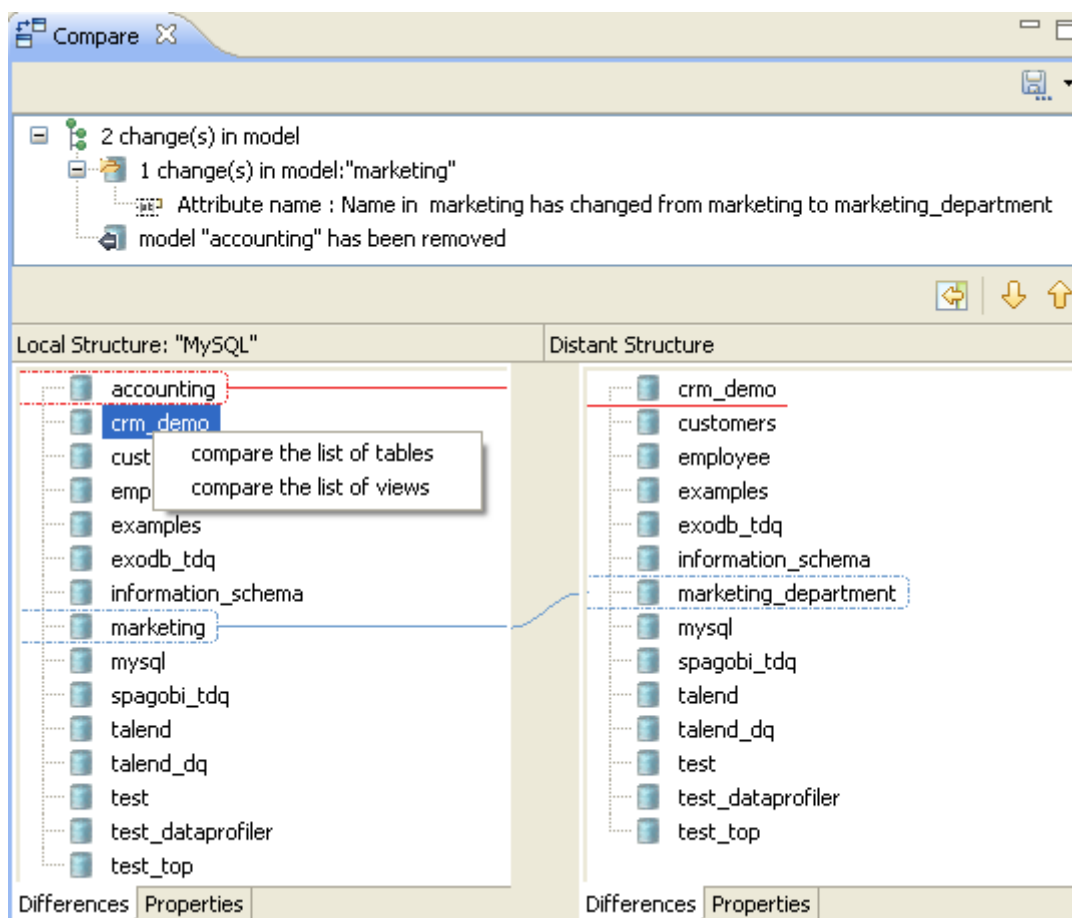 Compare
2 change(s) in model
1 change(s) in model:"marketing"
Attribute name : Name in  marketing has changed from marketing to marketing_department
model "accounting" has been removed
Local Structure: "MySQL"
Distant Structure
accounting
crm_demo
cust
emp
examples
exodb_tdq
information_schema
marketing
mysql
spagobi_tdq
talend
talend_dq
test
test_dataprofiler
test_top
compare the list of tables
compare the list of views
crm_demo
customers
employee
examples
exodb_tdq
information_schema
marketing_department
mysql
spagobi_tdq
talend
talend_dq
test
test_dataprofiler
test_top
Differences Properties
Differences Properties